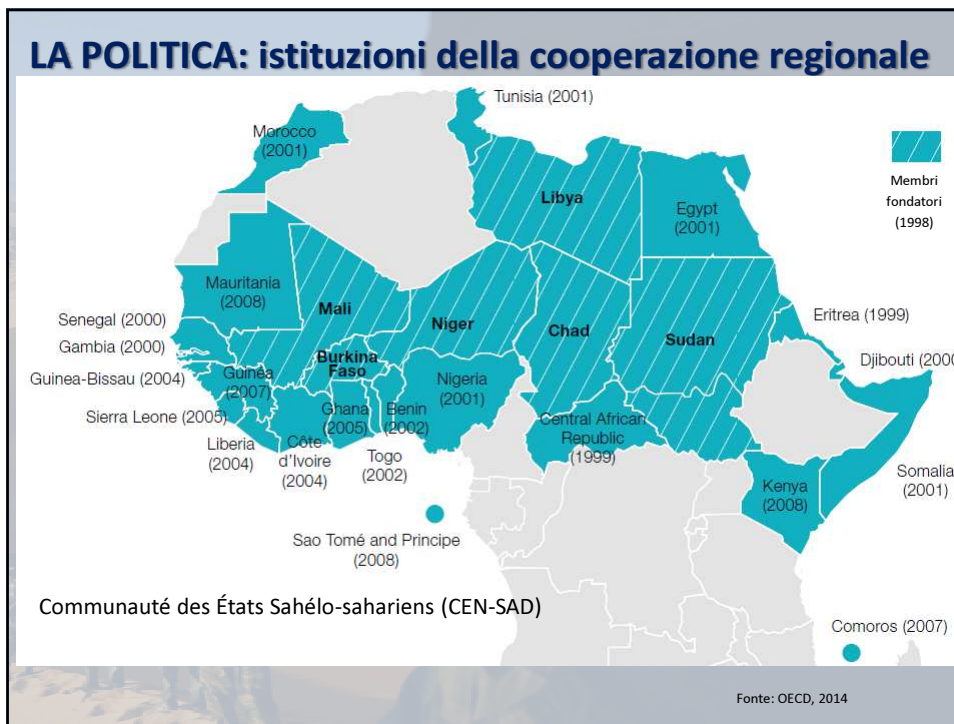 LA POLITICA: istituzioni della cooperazione regionale
Tunisia (2001)
Morocco
(2001)
Membri
fondatori
(1998)
Libya
Egypt
(2001)
Mauritania
(2008)
Mali
Niger
Chad
Sudan
Eritrea (1999)
Senegal (2000)
Gambia (2000)
Guinea-Bissau (2004)
Guinea
(2007)
Burkina
Faso
Nigeria
(2001)
Djibouti (2000
Sierra Leone (2005)
Ghana
(2005)
Benin
(2002)
Central African
Republic
(1999)
Liberia
(2004)
Côte
d'Ivoire
(2004)
Togo
(2002)
Kenya
(2008)
Somalia
(2001)
Sao Tomé and Principe
(2008)
Communauté des États Sahélo-sahariens (CEN-SAD)
Comoros (2007)
Fonte: OECD, 2014